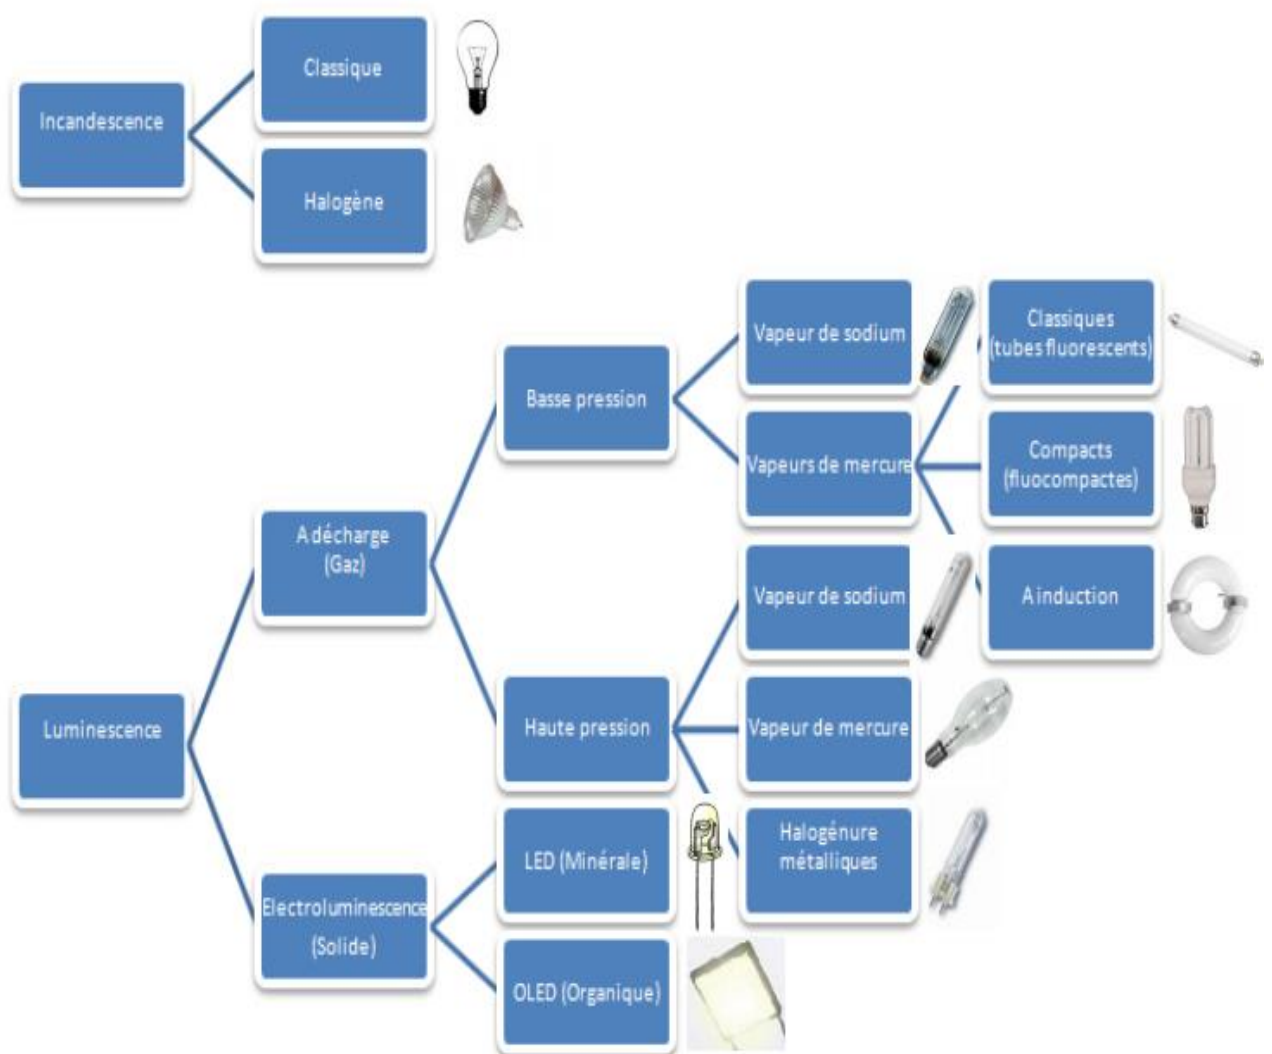 Classique
Incandescence
Halogène
Vapeur de sodium
Classiques
(tubes fluorescents)
Basse pression
Vapeurs de mercure
Compacts
(fluocompactes)
A décharge
(Gaz)
Vapeur de sodium
A induction
Luminescence
Haute pression
Vapeur de mercure
LED (Minérale)
Halogénure
métalliques
Electroluminescence
(Solide)
OLED (Organique)